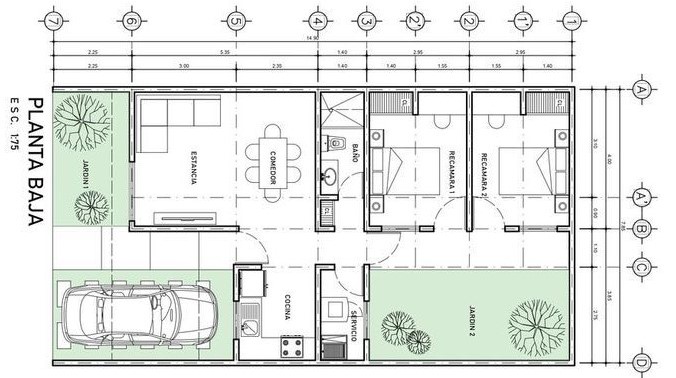 7 6 5 4 3 2' 2 1' 1
14.90
2.25 5.35 1.40 2.95 2.95
2.25 3.00 2.35 1.40 1.40 1.55 1.55 1.40
A
A'
B
C
D
3.10 0.90 1.10 2.75
4.00 3.85
7.85
PLANTA BAJA
ESC. 1:75
JARDIN 1
ESTANCIA
COMEDOR
BAÑO
CL.
CL.
RECAMARA 1
RECAMARA 2
COCINA
SERVICIO
JARDIN 2